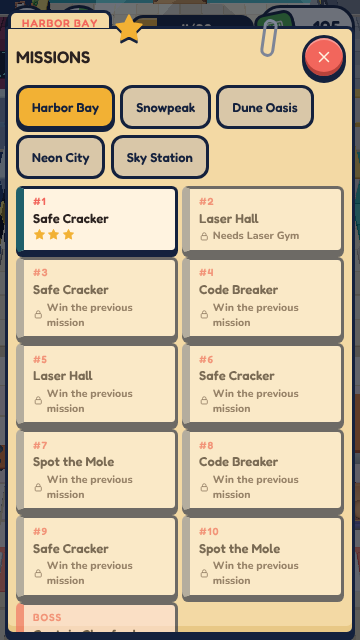 HARBOR BAY
MISSIONS
Harbor Bay
Snowpeak
Dune Oasis
Neon City
Sky Station
#1
Safe Cracker
#2
Laser Hall
Needs Laser Gym
#3
Safe Cracker
Win the previous
mission
#4
Code Breaker
Win the previous
mission
#5
Laser Hall
Win the previous
mission
#6
Safe Cracker
Win the previous
mission
#7
Spot the Mole
Win the previous
mission
#8
Code Breaker
Win the previous
mission
#9
Safe Cracker
Win the previous
mission
#10
Spot the Mole
Win the previous
mission
BOSS